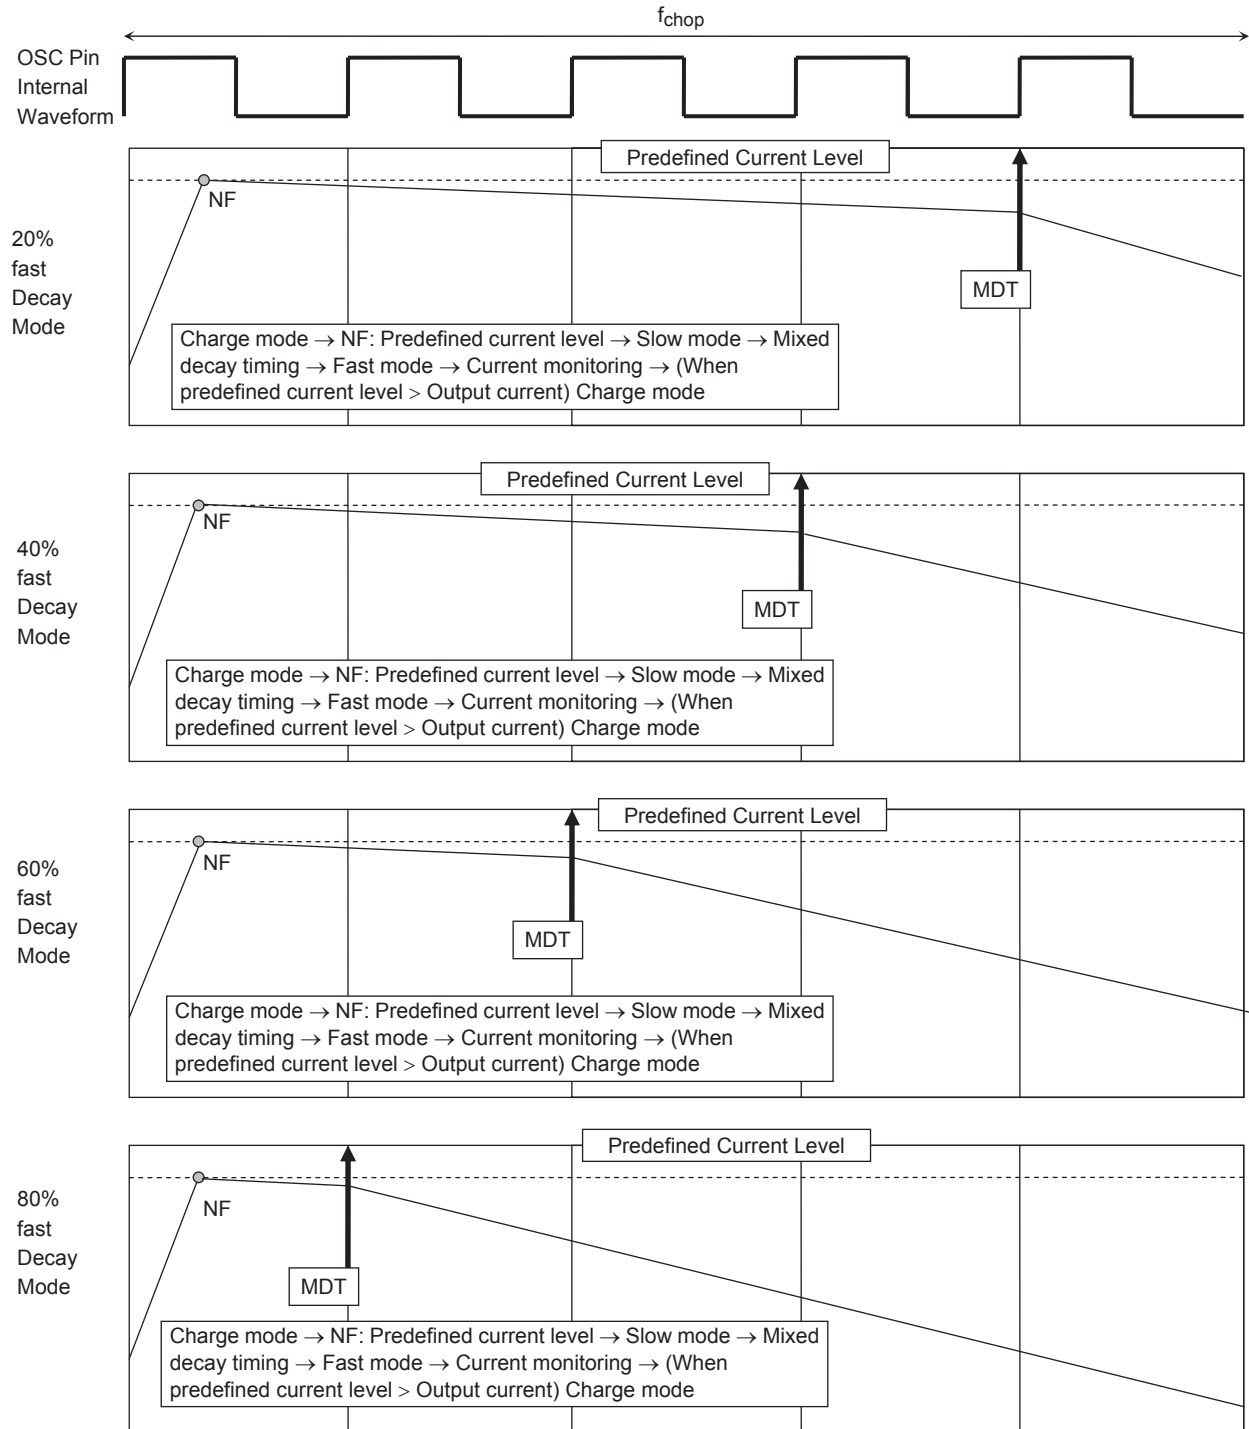 fchop
OSC Pin
Internal
Waveform
Predefined Current Level
NF
20%
fast
Decay
Mode
MDT
Charge mode → NF: Predefined current level → Slow mode → Mixed
decay timing → Fast mode → Current monitoring → (When
predefined current level > Output current) Charge mode
Predefined Current Level
NF
40%
fast
Decay
Mode
MDT
Charge mode → NF: Predefined current level → Slow mode → Mixed
decay timing → Fast mode → Current monitoring → (When
predefined current level > Output current) Charge mode
Predefined Current Level
NF
60%
fast
Decay
Mode
MDT
Charge mode → NF: Predefined current level → Slow mode → Mixed
decay timing → Fast mode → Current monitoring → (When
predefined current level > Output current) Charge mode
Predefined Current Level
NF
80%
fast
Decay
Mode
MDT
Charge mode → NF: Predefined current level → Slow mode → Mixed
decay timing → Fast mode → Current monitoring → (When
predefined current level > Output current) Charge mode